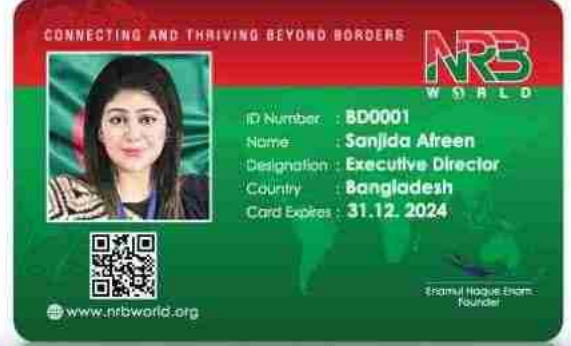 CONNECTING AND THRIVING BEYOND BORDERS
NRB
WORLD
ID Number : BD0001
Name : Sanjida Afreen
Designation : Executive Director
Country : Bangladesh
Card Expires : 31.12. 2024
www.nrbworld.org
Enamul Haque Enam
Founder